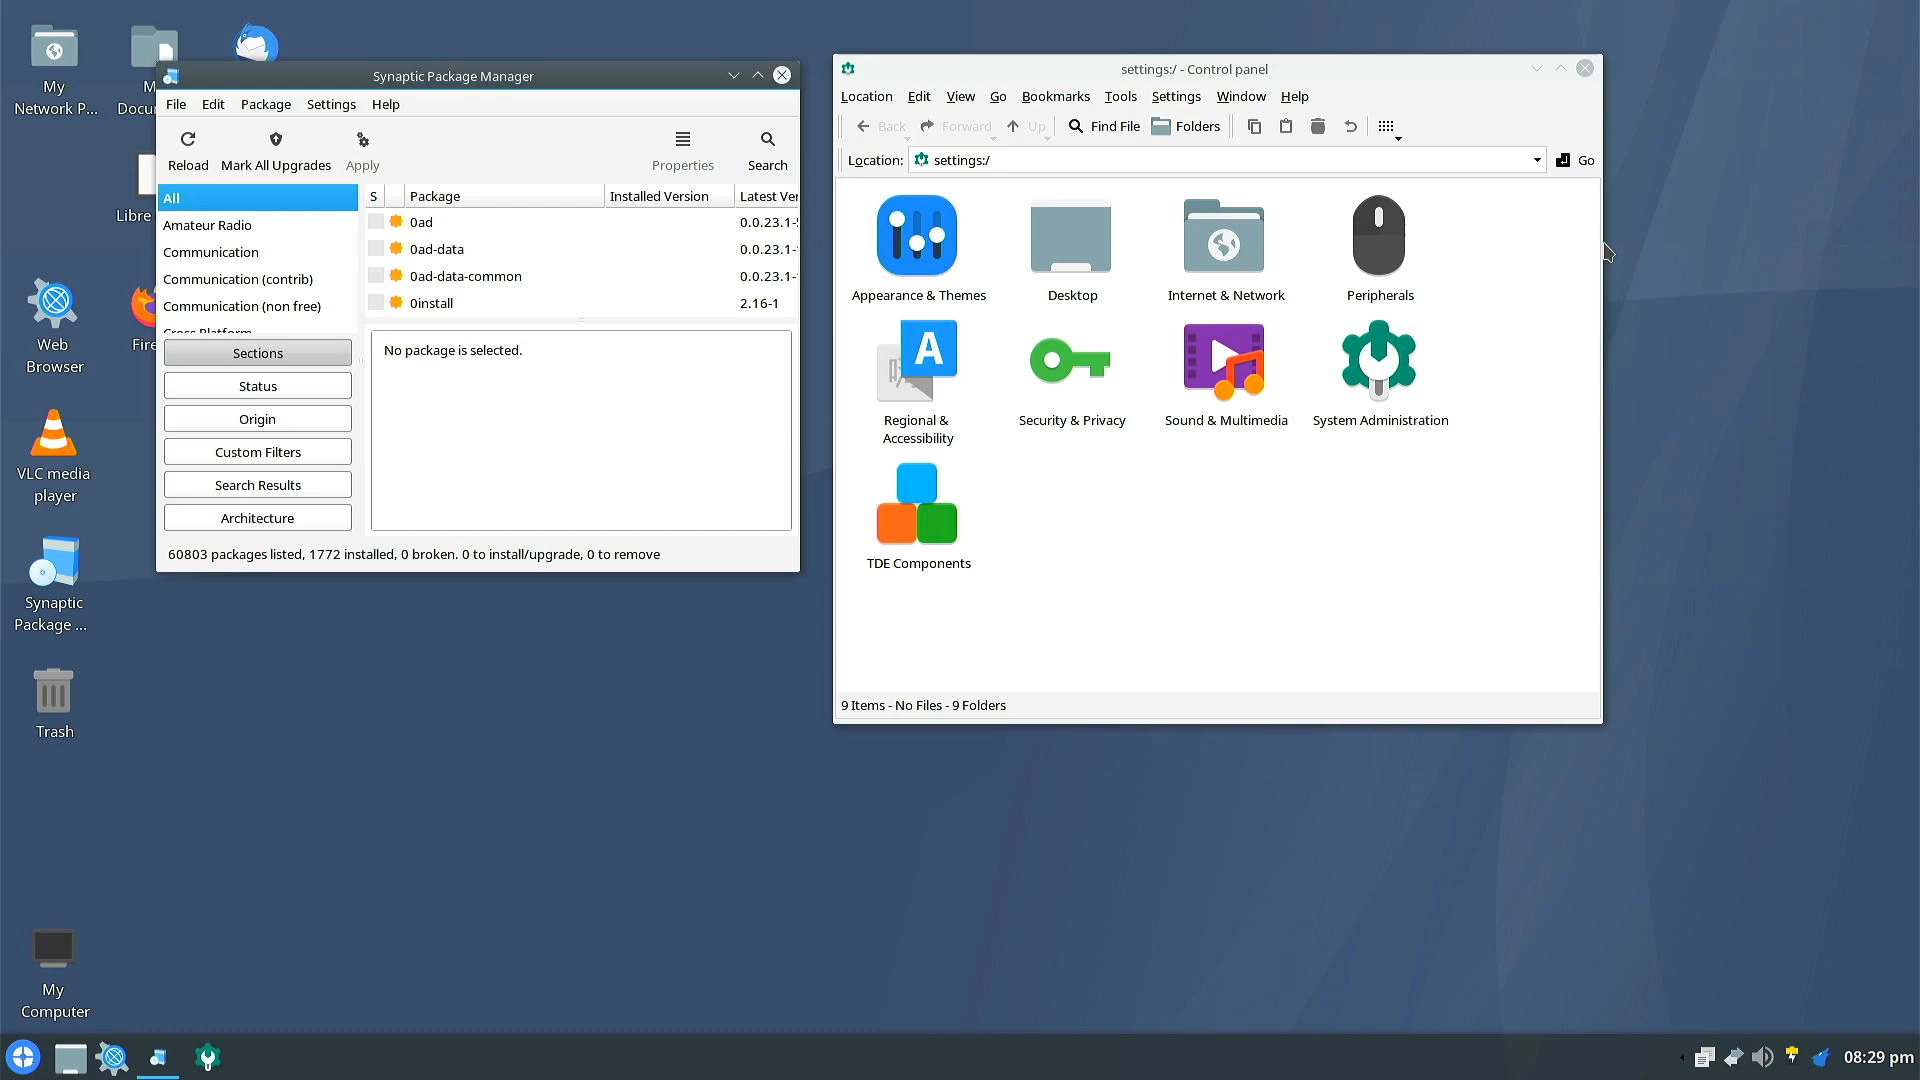 My
Network P...
M
Docu
Libre
Web
Browser
Fire
VLC media
player
Synaptic
Package ...
Trash
My
Computer
Synaptic Package Manager
File Edit Package Settings Help
Reload Mark All Upgrades Apply Properties Search
All
Amateur Radio
Communication
Communication (contrib)
Communication (non free)
Cross Platform
Sections
Status
Origin
Custom Filters
Search Results
Architecture
S Package Installed Version Latest Ver
0ad 0.0.23.1-
0ad-data 0.0.23.1-
0ad-data-common 0.0.23.1-
0install 2.16-1
No package is selected.
60803 packages listed, 1772 installed, 0 broken. 0 to install/upgrade, 0 to remove
settings:/ - Control panel
Location Edit View Go Bookmarks Tools Settings Window Help
Back Forward Up Find File Folders
Location: settings:/ Go
Appearance & Themes Desktop Internet & Network Peripherals
Regional &
Accessibility
Security & Privacy Sound & Multimedia System Administration
TDE Components
9 Items - No Files - 9 Folders
08:29 pm